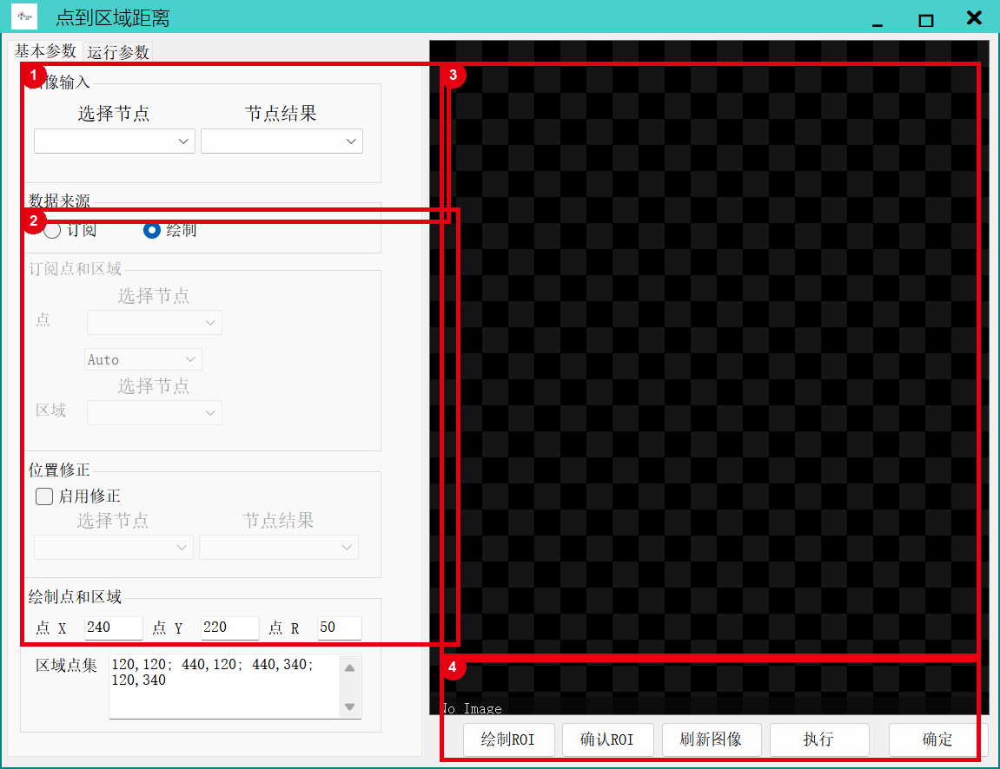 点到区域距离
基本参数 运行参数
1
3
图像输入
选择节点 节点结果
数据来源
2
订阅 绘制
订阅点和区域
选择节点
点
Auto
选择节点
区域
位置修正
启用修正
选择节点 节点结果
绘制点和区域
点 X 240 点 Y 220 点 R 50
区域点集 120,120; 440,120; 440,340;
120,340
4
No Image
绘制ROI 确认ROI 刷新图像 执行 确定